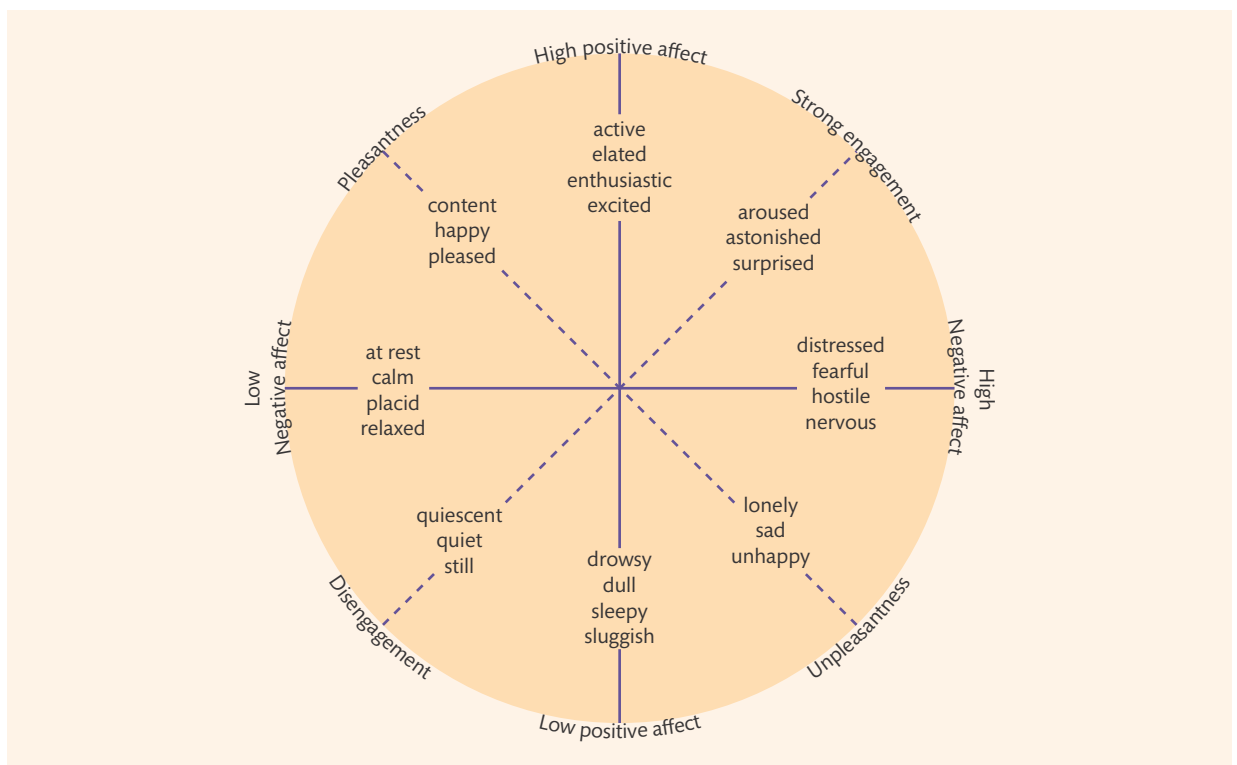 High positive affect
Strong engagement
Pleasantness
active
elated
enthusiastic
excited
content
happy
pleased
aroused
astonished
surprised
Low
Negative affect
at rest
calm
placid
relaxed
distressed
fearful
hostile
nervous
High
Negative affect
quiescent
quiet
still
drowsy
dull
sleepy
sluggish
lonely
sad
unhappy
Disengagement
Unpleasantness
Low positive affect